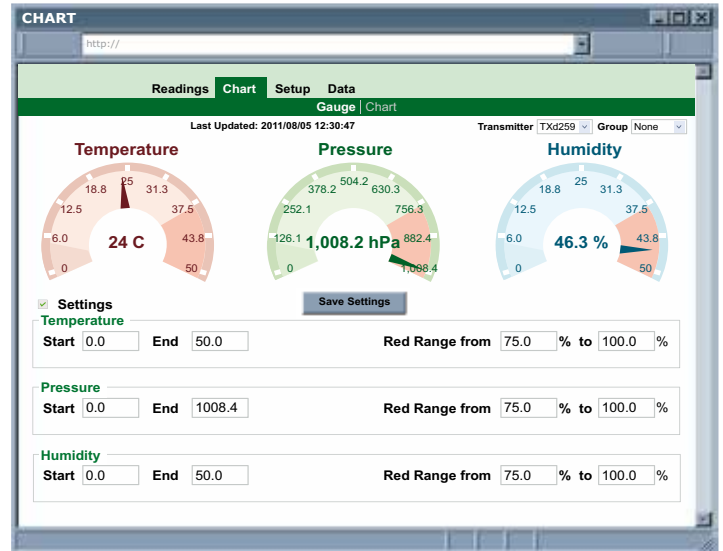 CHART
http://
Readings Chart Setup Data
Gauge | Chart
Last Updated: 2011/08/05 12:30:47 Transmitter TXd259 Group None
Temperature Pressure Humidity
0 6.0 12.5 18.8 25 31.3 37.5 43.8 50
24 C
0 126.1 252.1 378.2 504.2 630.3 756.3 882.4 1,008.4
1,008.2 hPa
0 6.0 12.5 18.8 25 31.3 37.5 43.8 50
46.3 %
Settings Save Settings
Temperature
Start 0.0 End 50.0 Red Range from 75.0 % to 100.0 %
Pressure
Start 0.0 End 1008.4 Red Range from 75.0 % to 100.0 %
Humidity
Start 0.0 End 50.0 Red Range from 75.0 % to 100.0 %